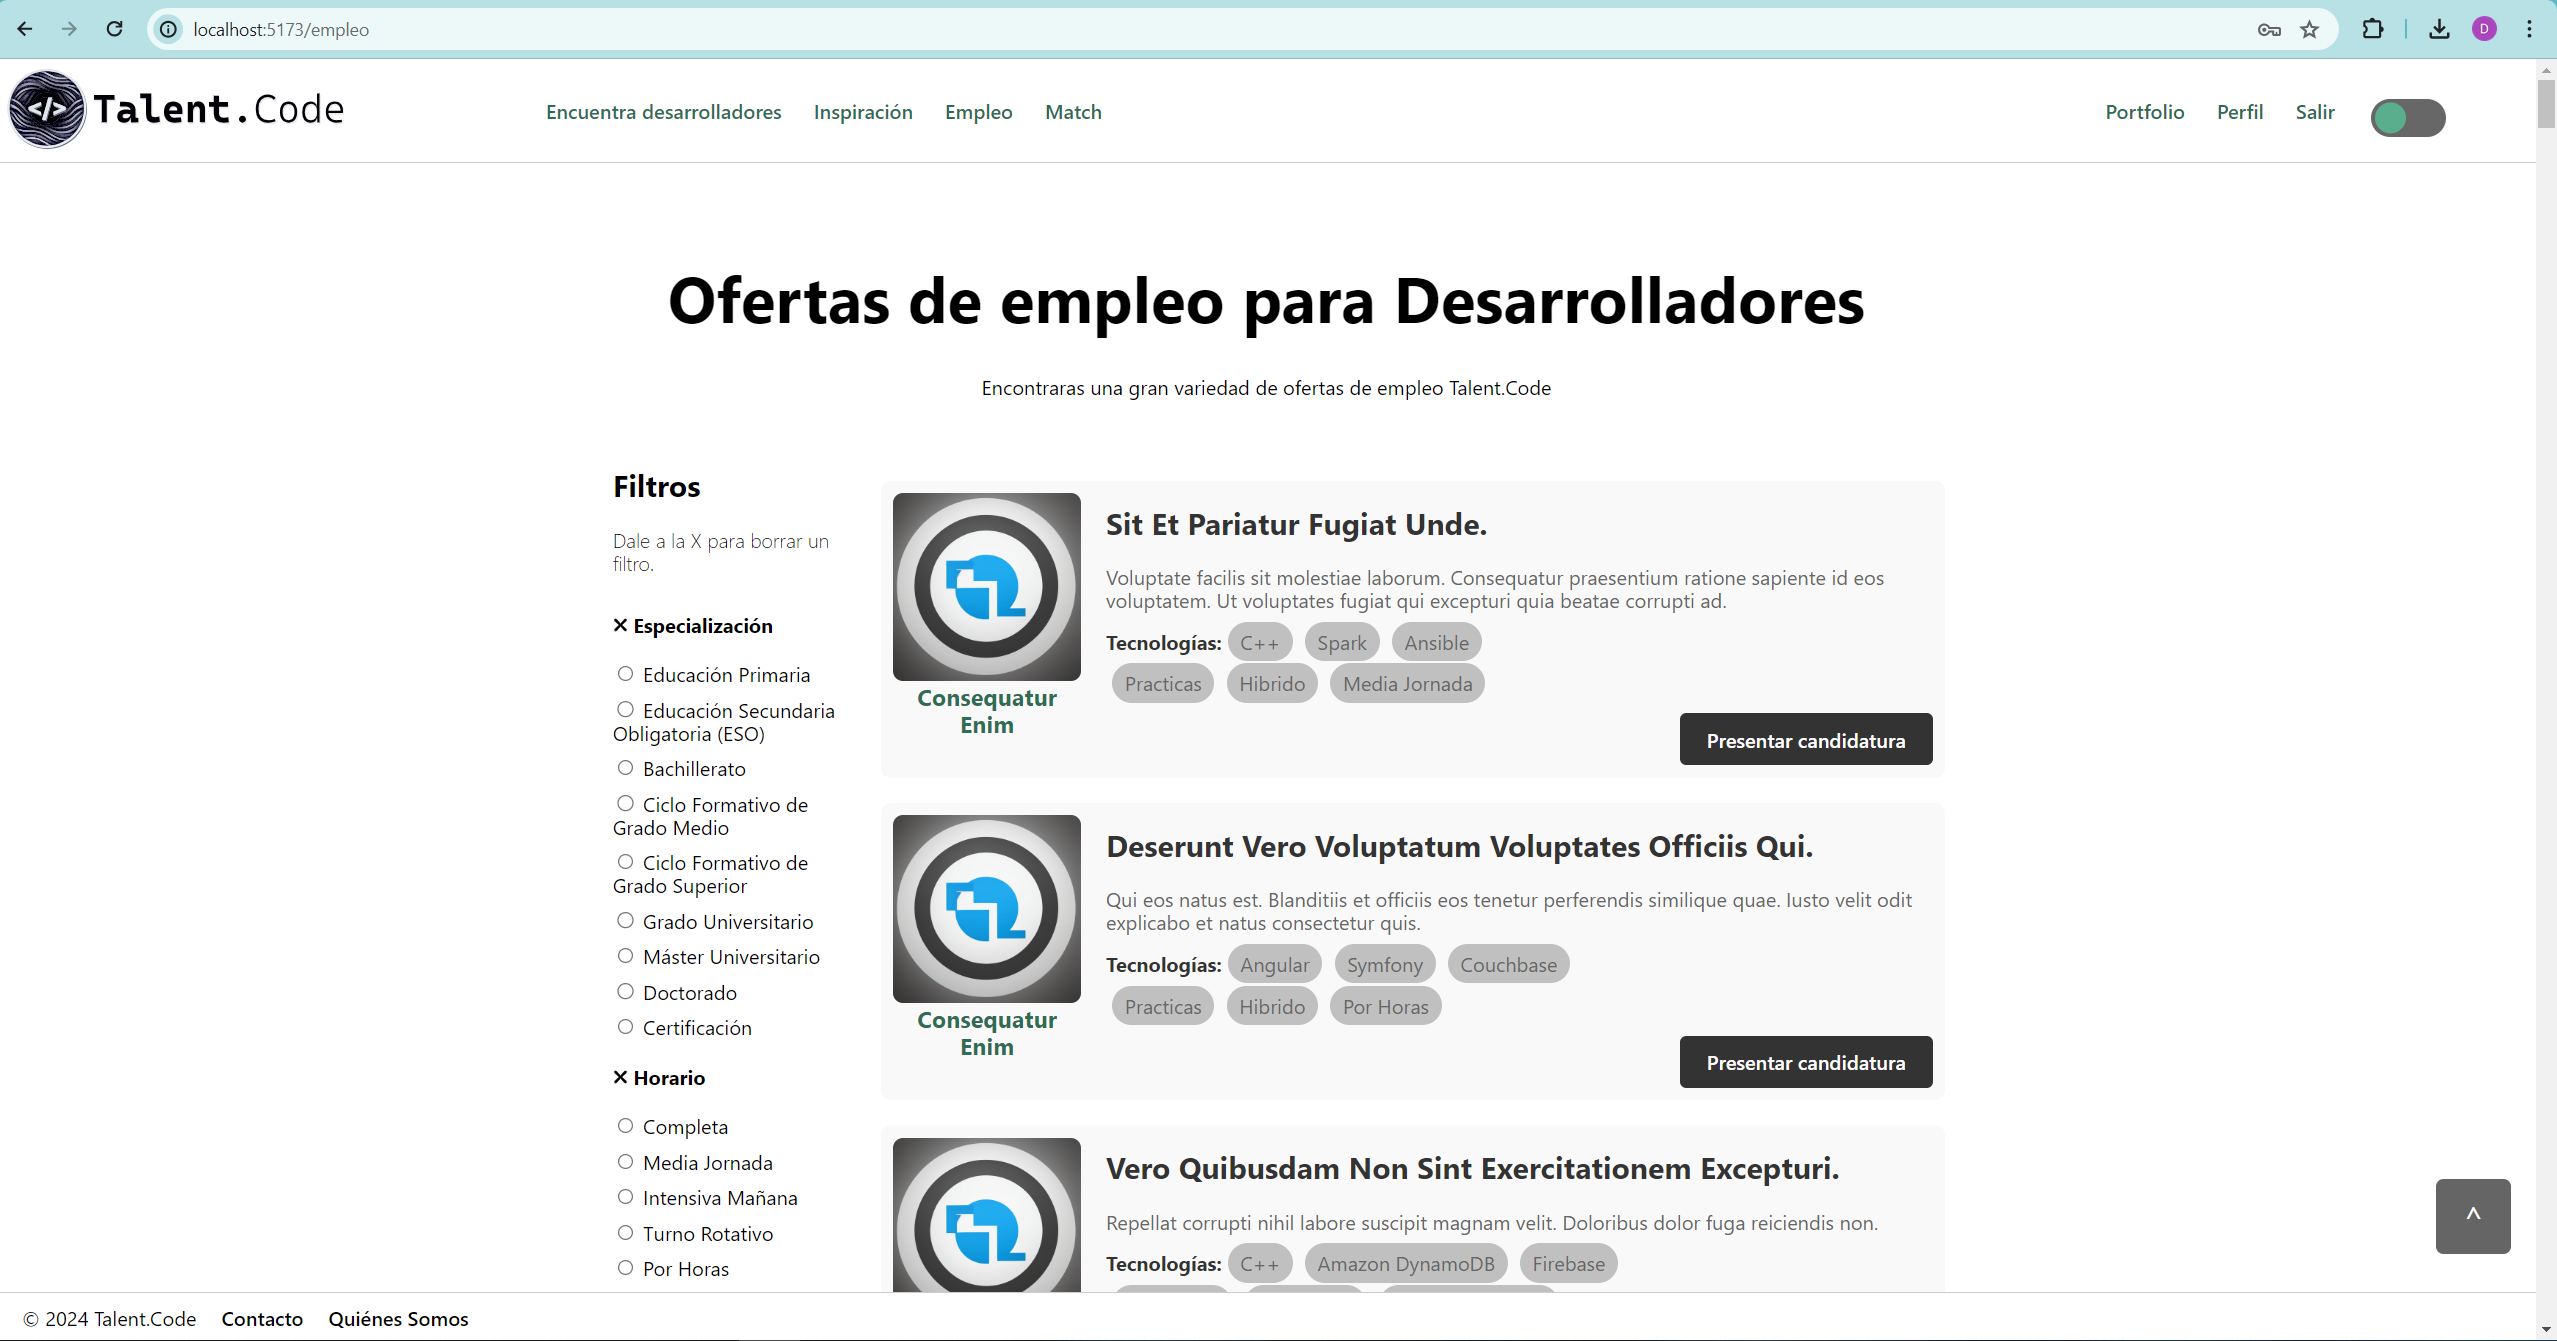 localhost:5173/empleo
D
</> Talent.Code
Encuentra desarrolladores Inspiración Empleo Match
Portfolio Perfil Salir
Ofertas de empleo para Desarrolladores
Encontraras una gran variedad de ofertas de empleo Talent.Code
Filtros
Dale a la X para borrar un
filtro.
✕ Especialización
Educación Primaria
Educación Secundaria
Obligatoria (ESO)
Bachillerato
Ciclo Formativo de
Grado Medio
Ciclo Formativo de
Grado Superior
Grado Universitario
Máster Universitario
Doctorado
Certificación
✕ Horario
Completa
Media Jornada
Intensiva Mañana
Turno Rotativo
Por Horas
Consequatur
Enim
Sit Et Pariatur Fugiat Unde.
Voluptate facilis sit molestiae laborum. Consequatur praesentium ratione sapiente id eos
voluptatem. Ut voluptates fugiat qui excepturi quia beatae corrupti ad.
Tecnologías: C++ Spark Ansible
Practicas Hibrido Media Jornada
Presentar candidatura
Consequatur
Enim
Deserunt Vero Voluptatum Voluptates Officiis Qui.
Qui eos natus est. Blanditiis et officiis eos tenetur perferendis similique quae. Iusto velit odit
explicabo et natus consectetur quis.
Tecnologías: Angular Symfony Couchbase
Practicas Hibrido Por Horas
Presentar candidatura
Vero Quibusdam Non Sint Exercitationem Excepturi.
Repellat corrupti nihil labore suscipit magnam velit. Doloribus dolor fuga reiciendis non.
Tecnologías: C++ Amazon DynamoDB Firebase
^
© 2024 Talent.Code Contacto Quiénes Somos